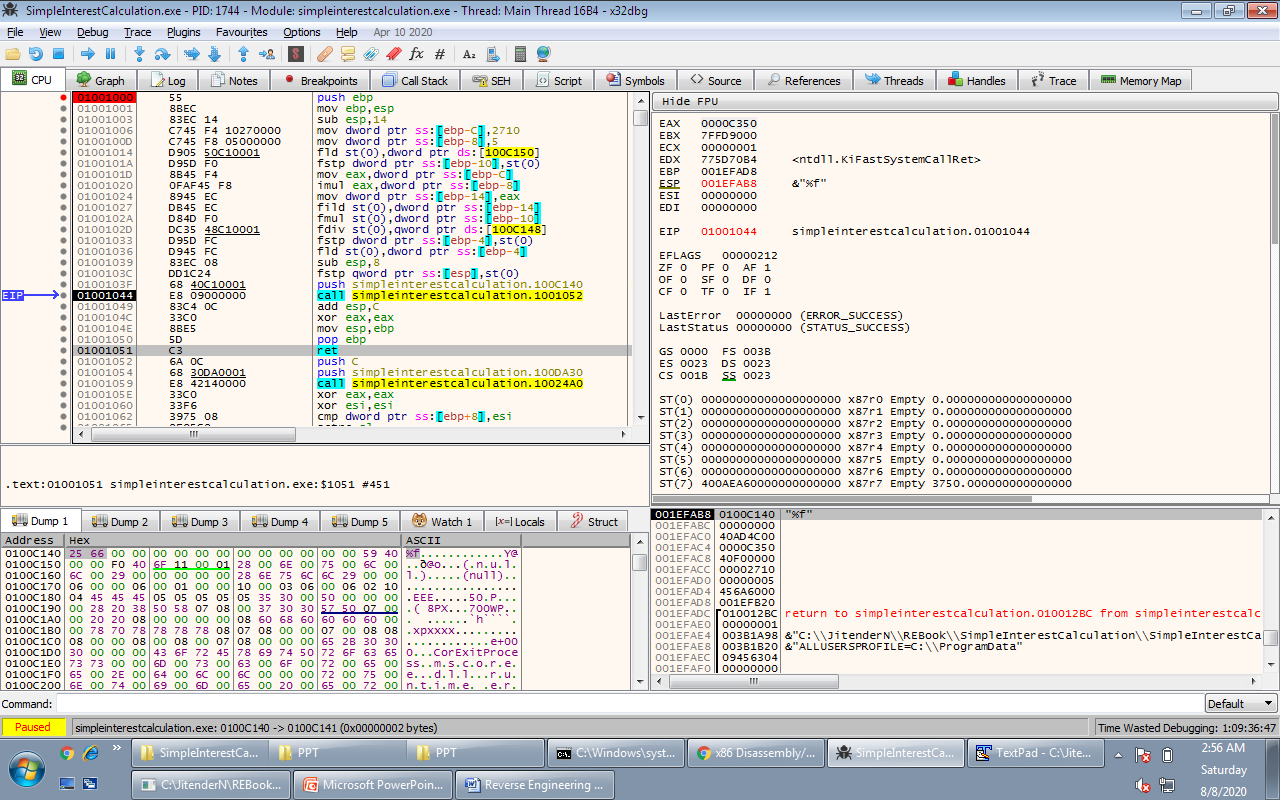 SimpleInterestCalculation.exe - PID: 1744 - Module: simpleinterestcalculation.exe - Thread: Main Thread 16B4 - x32dbg
File View Debug Trace Plugins Favourites Options Help Apr 10 2020
CPU Graph Log Notes Breakpoints Call Stack SEH Script Symbols Source References Threads Handles Trace Memory Map
01001000 55 push ebp
01001001 8BEC mov ebp,esp
01001003 83EC 14 sub esp,14
01001006 C745 F4 10270000 mov dword ptr ss:[ebp-C],2710
0100100D C745 F8 05000000 mov dword ptr ss:[ebp-8],5
01001014 D905 50C10001 fld st(0),dword ptr ds:[100C150]
0100101A D95D F0 fstp dword ptr ss:[ebp-10],st(0)
0100101D 8B45 F4 mov eax,dword ptr ss:[ebp-C]
01001020 0FAF45 F8 imul eax,dword ptr ss:[ebp-8]
01001024 8945 EC mov dword ptr ss:[ebp-14],eax
01001027 DB45 EC fild st(0),dword ptr ss:[ebp-14]
0100102A D84D F0 fmul st(0),dword ptr ss:[ebp-10]
0100102D DC35 48C10001 fdiv st(0),qword ptr ds:[100C148]
01001033 D95D FC fstp dword ptr ss:[ebp-4],st(0)
01001036 D945 FC fld st(0),dword ptr ss:[ebp-4]
01001039 83EC 08 sub esp,8
0100103C DD1C24 fstp qword ptr ss:[esp],st(0)
0100103F 68 40C10001 push simpleinterestcalculation.100C140
EIP 01001044 E8 09000000 call simpleinterestcalculation.1001052
01001049 83C4 0C add esp,C
0100104C 33C0 xor eax,eax
0100104E 8BE5 mov esp,ebp
01001050 5D pop ebp
01001051 C3 ret
01001052 6A 0C push C
01001054 68 30DA0001 push simpleinterestcalculation.100DA30
01001059 E8 42140000 call simpleinterestcalculation.10024A0
0100105E 33C0 xor eax,eax
01001060 33F6 xor esi,esi
01001062 3975 08 cmp dword ptr ss:[ebp+8],esi
.text:01001051 simpleinterestcalculation.exe:$1051 #451
Hide FPU
EAX 0000C350
EBX 7FFD9000
ECX 00000001
EDX 775D70B4 <ntdll.KiFastSystemCallRet>
EBP 001EFAD8
ESP 001EFAB8 &"%f"
ESI 00000000
EDI 00000000
EIP 01001044 simpleinterestcalculation.01001044
EFLAGS 00000212
ZF 0 PF 0 AF 1
OF 0 SF 0 DF 0
CF 0 TF 0 IF 1
LastError 00000000 (ERROR_SUCCESS)
LastStatus 00000000 (STATUS_SUCCESS)
GS 0000 FS 003B
ES 0023 DS 0023
CS 001B SS 0023
ST(0) 00000000000000000000 x87r0 Empty 0.000000000000000000
ST(1) 00000000000000000000 x87r1 Empty 0.000000000000000000
ST(2) 00000000000000000000 x87r2 Empty 0.000000000000000000
ST(3) 00000000000000000000 x87r3 Empty 0.000000000000000000
ST(4) 00000000000000000000 x87r4 Empty 0.000000000000000000
ST(5) 00000000000000000000 x87r5 Empty 0.000000000000000000
ST(6) 00000000000000000000 x87r6 Empty 0.000000000000000000
ST(7) 400AEA60000000000000 x87r7 Empty 3750.000000000000000
Dump 1 Dump 2 Dump 3 Dump 4 Dump 5 Watch 1 Locals Struct
Address Hex ASCII
0100C140 25 66 00 00 00 00 00 00 00 00 00 00 00 00 59 40 %f............Y@
0100C150 00 00 F0 40 6F 11 00 01 28 00 6E 00 75 00 6C 00 ..ð@o...(.n.u.l.
0100C160 6C 00 29 00 00 00 00 00 28 6E 75 6C 6C 29 00 00 l.).....(null)..
0100C170 06 00 00 06 00 01 00 00 10 00 03 06 00 06 02 10 ................
0100C180 04 45 45 45 05 05 05 05 05 35 30 00 50 00 00 00 .EEE.....50.P...
0100C190 00 28 20 38 50 58 07 08 00 37 30 30 57 50 07 00 .( 8PX...700WP..
0100C1A0 00 20 20 08 00 00 00 00 08 60 68 60 60 60 60 00 .  ......`h````.
0100C1B0 00 78 70 78 78 78 78 08 07 08 00 00 07 00 08 08 .xpxxxx.........
0100C1C0 08 00 00 08 00 08 00 07 08 00 00 00 65 2B 30 30 ............e+00
0100C1D0 30 00 00 00 43 6F 72 45 78 69 74 50 72 6F 63 65 0...CorExitProce
0100C1E0 73 73 00 00 6D 00 73 00 63 00 6F 00 72 00 65 00 ss..m.s.c.o.r.e.
0100C1F0 65 00 2E 00 64 00 6C 00 6C 00 00 00 72 00 75 00 e...d.l.l...r.u.
0100C200 6E 00 74 00 69 00 6D 00 65 00 20 00 65 00 72 00 n.t.i.m.e. .e.r.
001EFAB8 0100C140 "%f"
001EFABC 00000000
001EFAC0 40AD4C00
001EFAC4 0000C350
001EFAC8 40F00000
001EFACC 00002710
001EFAD0 00000005
001EFAD4 456A6000
001EFAD8 001EFB20
001EFADC 010012BC return to simpleinterestcalculation.010012BC from simpleinterestcalc
001EFAE0 00000001
001EFAE4 003B1A98 &"C:\\JitenderN\\REBook\\SimpleInterestCalculation\\SimpleInterestCa
001EFAE8 003B1B20 &"ALLUSERSPROFILE=C:\\ProgramData"
001EFAEC 09456304
001EFAF0 00000000
Command: Default
Paused simpleinterestcalculation.exe: 0100C140 -> 0100C141 (0x00000002 bytes) Time Wasted Debugging: 1:09:36:47
SimpleInterestCa... PPT PPT C:\Windows\syst... x86 Disassembly/... SimpleInterestCa... TextPad - C:\Jite...
C:\JitenderN\REBook... Microsoft PowerPoin... Reverse Engineering ...
2:56 AM
Saturday
8/8/2020